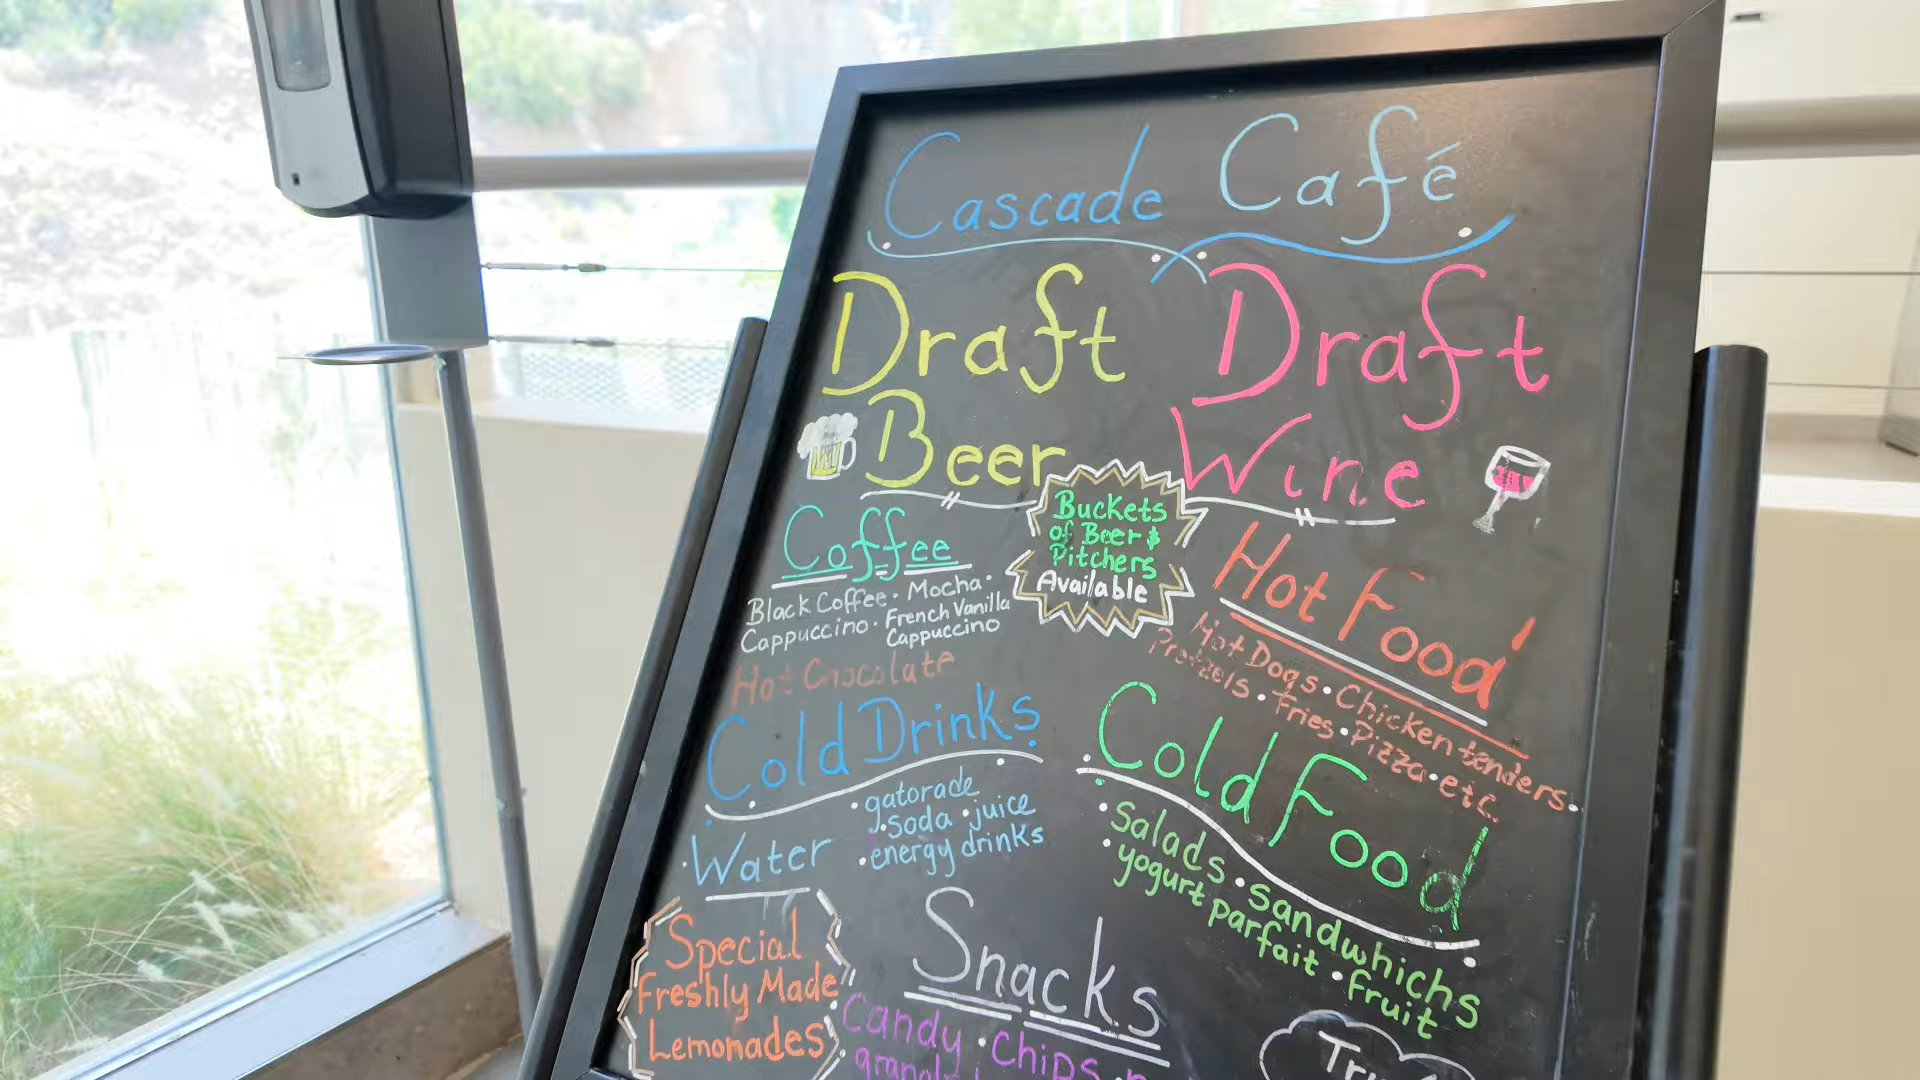 Cascade Café
Draft Beer
Draft Wine
Buckets
of Beer &
Pitchers
Available
Coffee
Black Coffee · Mocha ·
Cappuccino · French Vanilla
Cappuccino
Hot Chocolate
Hot Food
Hot Dogs · Chicken tenders ·
Pretzels · Fries · Pizza · etc.
Cold Drinks
· gatorade
· soda · juice
· energy drinks
· Water
Cold Food
· Salads · sandwhichs
· yogurt parfait · fruit
Special
Freshly Made
Lemonades
Snacks
Candy · Chips ·